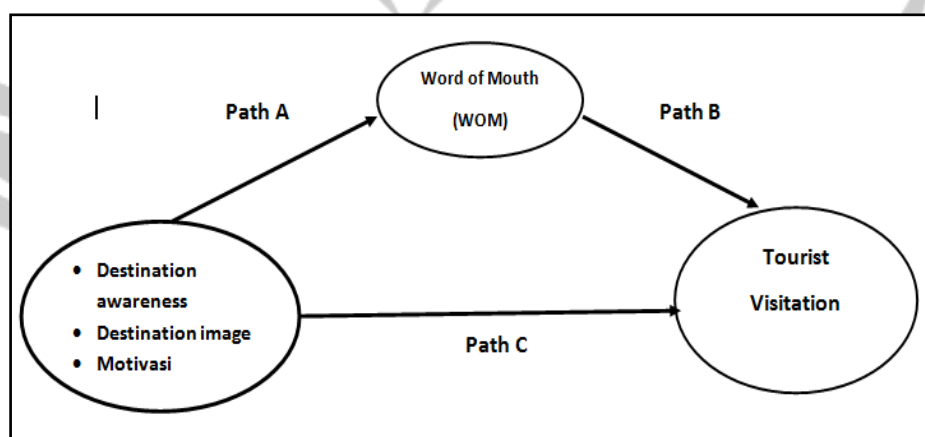 Word of Mouth
(WOM)
Path A
Path B
• Destination
awareness
• Destination image
• Motivasi
Tourist
Visitation
Path C